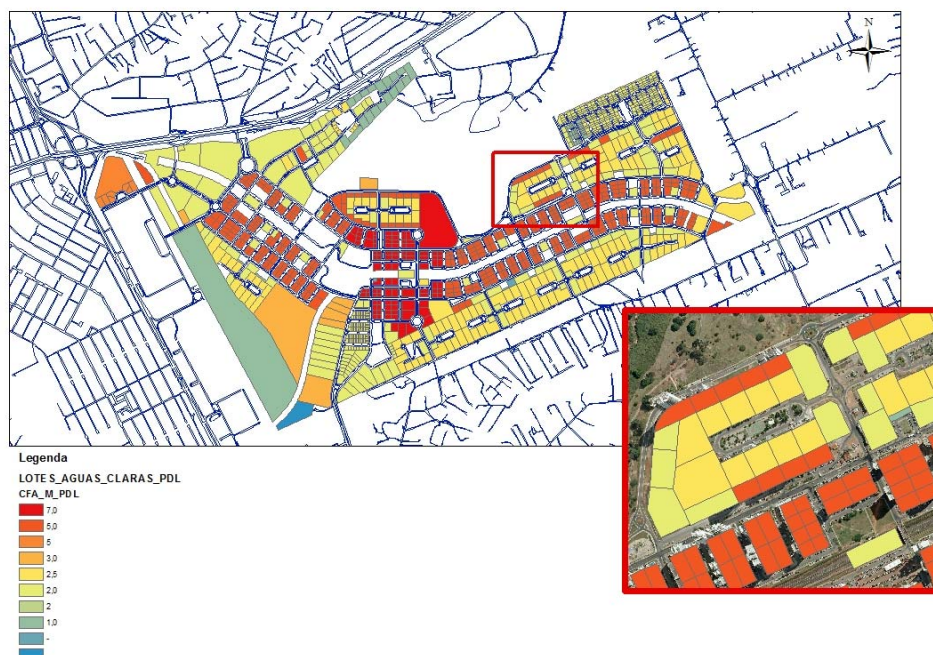 N
Legenda
LOTES_AGUAS_CLARAS_PDL
CFA_M_PDL
7,0
5,0
5
3,0
2,5
2,0
2
1,0
-